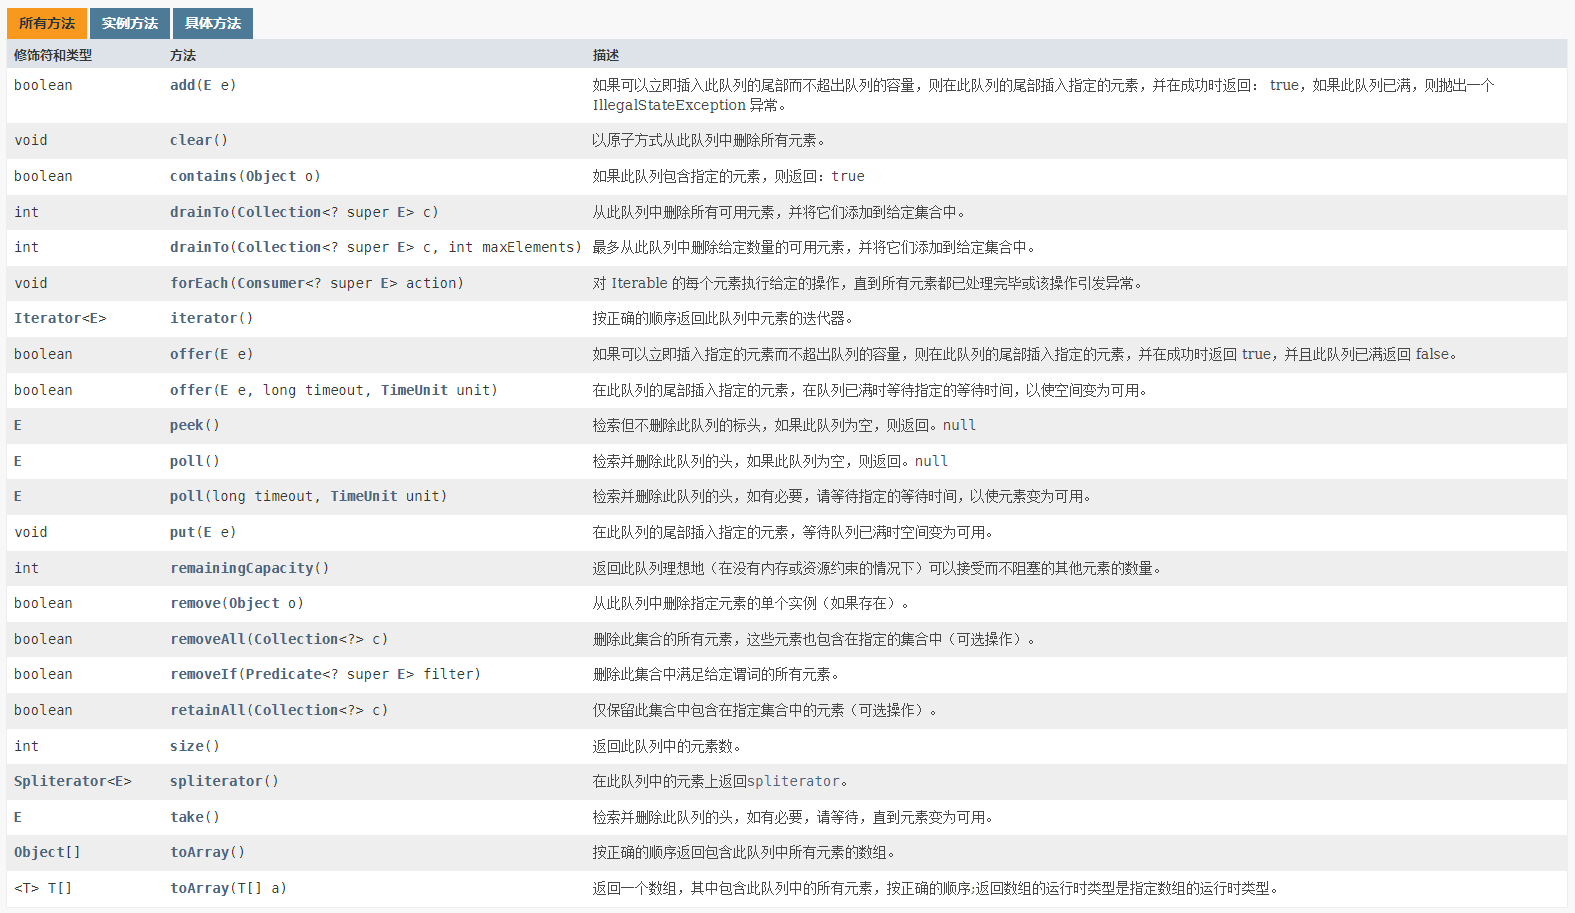 所有方法 实例方法 具体方法
修饰符和类型 方法 描述
boolean add(E e) 如果可以立即插入此队列的尾部而不超出队列的容量，则在此队列的尾部插入指定的元素，并在成功时返回： true，如果此队列已满，则抛出一个
IllegalStateException 异常。
void clear() 以原子方式从此队列中删除所有元素。
boolean contains(Object o) 如果此队列包含指定的元素，则返回：true
int drainTo(Collection<? super E> c) 从此队列中删除所有可用元素，并将它们添加到给定集合中。
int drainTo(Collection<? super E> c, int maxElements) 最多从此队列中删除给定数量的可用元素，并将它们添加到给定集合中。
void forEach(Consumer<? super E> action) 对 Iterable 的每个元素执行给定的操作，直到所有元素都已处理完毕或该操作引发异常。
Iterator<E> iterator() 按正确的顺序返回此队列中元素的迭代器。
boolean offer(E e) 如果可以立即插入指定的元素而不超出队列的容量，则在此队列的尾部插入指定的元素，并在成功时返回 true，并且此队列已满返回 false。
boolean offer(E e, long timeout, TimeUnit unit) 在此队列的尾部插入指定的元素，在队列已满时等待指定的等待时间，以使空间变为可用。
E peek() 检索但不删除此队列的标头，如果此队列为空，则返回。null
E poll() 检索并删除此队列的头，如果此队列为空，则返回。null
E poll(long timeout, TimeUnit unit) 检索并删除此队列的头，如有必要，请等待指定的等待时间，以使元素变为可用。
void put(E e) 在此队列的尾部插入指定的元素，等待队列已满时空间变为可用。
int remainingCapacity() 返回此队列理想地（在没有内存或资源约束的情况下）可以接受而不阻塞的其他元素的数量。
boolean remove(Object o) 从此队列中删除指定元素的单个实例（如果存在）。
boolean removeAll(Collection<?> c) 删除此集合的所有元素，这些元素也包含在指定的集合中（可选操作）。
boolean removeIf(Predicate<? super E> filter) 删除此集合中满足给定谓词的所有元素。
boolean retainAll(Collection<?> c) 仅保留此集合中包含在指定集合中的元素（可选操作）。
int size() 返回此队列中的元素数。
Spliterator<E> spliterator() 在此队列中的元素上返回spliterator。
E take() 检索并删除此队列的头，如有必要，请等待，直到元素变为可用。
Object[] toArray() 按正确的顺序返回包含此队列中所有元素的数组。
<T> T[] toArray(T[] a) 返回一个数组，其中包含此队列中的所有元素，按正确的顺序;返回数组的运行时类型是指定数组的运行时类型。